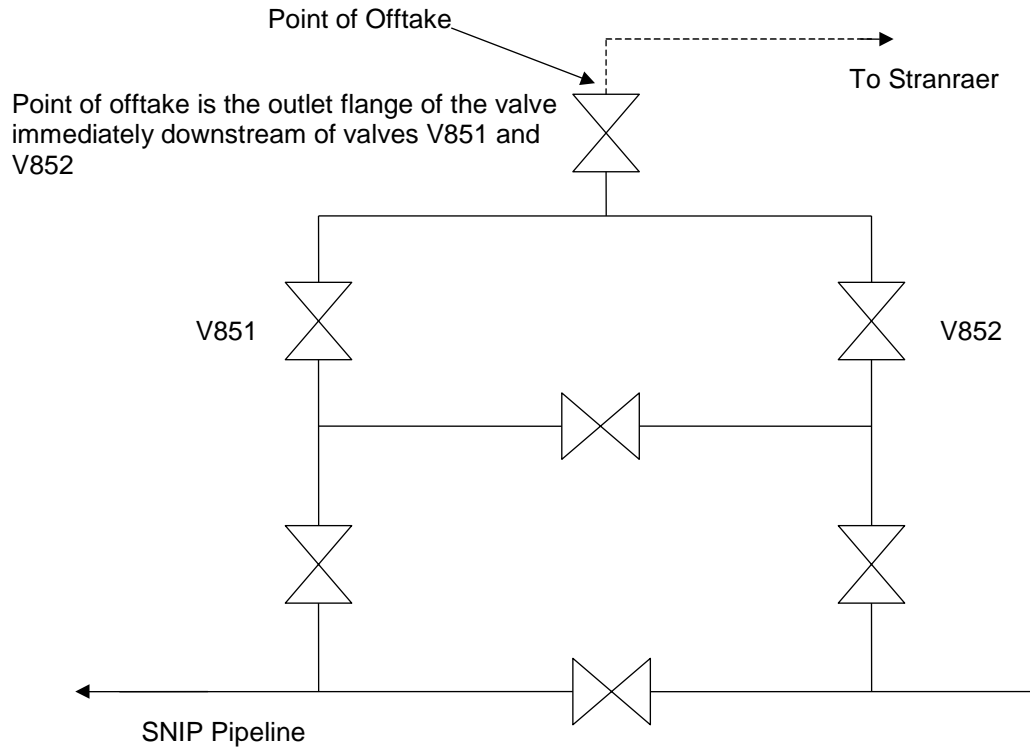 Point of Offtake
To Stranraer
Point of offtake is the outlet flange of the valve
immediately downstream of valves V851 and
V852
V851
V852
SNIP Pipeline